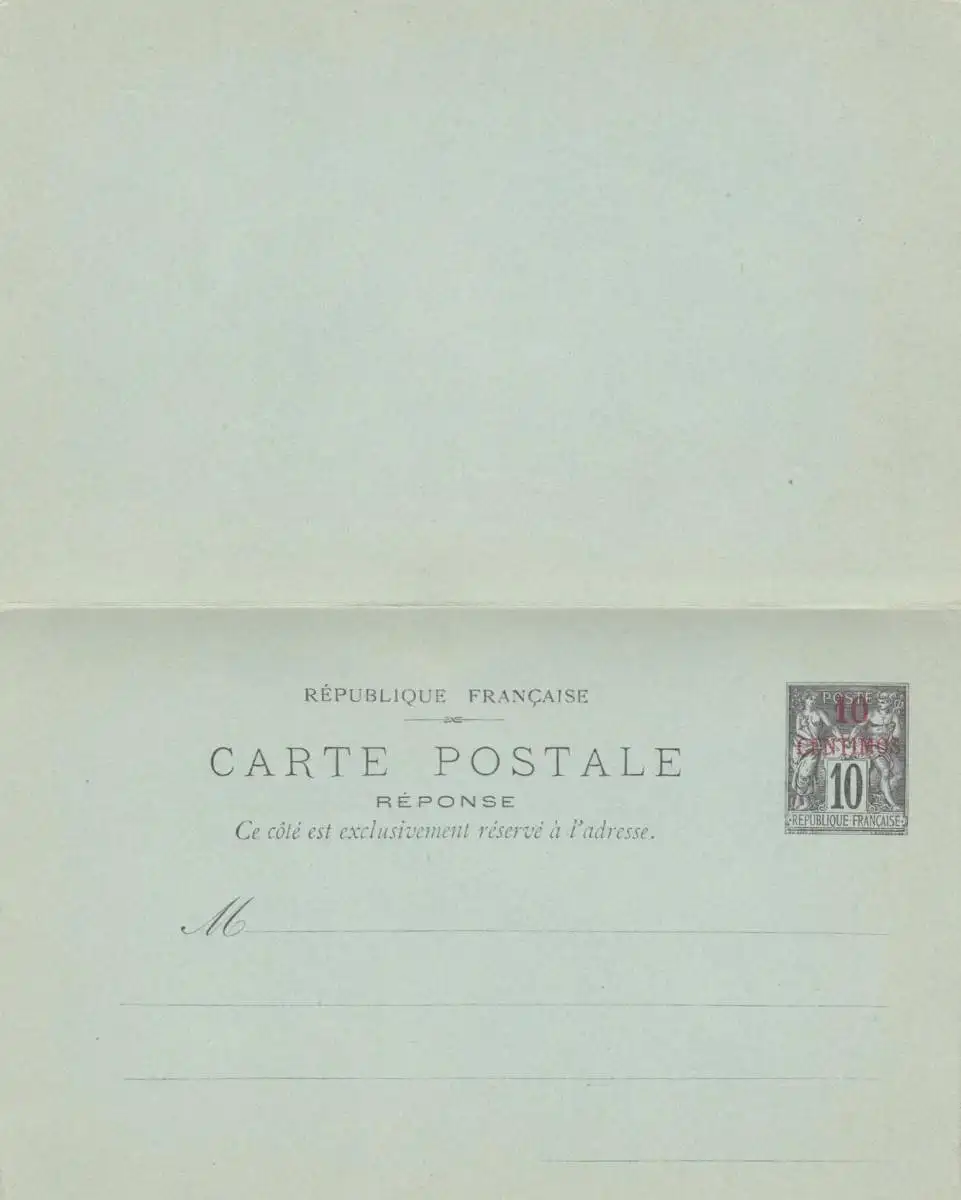 RÉPUBLIQUE FRANÇAISE
CARTE POSTALE
RÉPONSE
Ce côté est exclusivement réservé à l'adresse.
M
POSTE
10
CENTIMOS
10
RÉPUBLIQUE FRANÇAISE